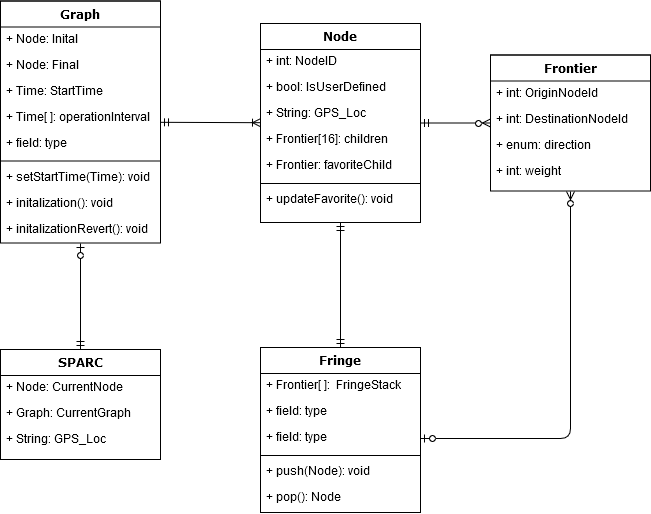 Graph
+ Node: Inital
+ Node: Final
+ Time: StartTime
+ Time[ ]: operationInterval
+ field: type
+ setStartTime(Time): void
+ initalization(): void
+ initalizationRevert(): void
Node
+ int: NodeID
+ bool: IsUserDefined
+ String: GPS_Loc
+ Frontier[16]: children
+ Frontier: favoriteChild
+ updateFavorite(): void
Frontier
+ int: OriginNodeId
+ int: DestinationNodeId
+ enum: direction
+ int: weight
SPARC
+ Node: CurrentNode
+ Graph: CurrentGraph
+ String: GPS_Loc
Fringe
+ Frontier[ ]: FringeStack
+ field: type
+ field: type
+ push(Node): void
+ pop(): Node